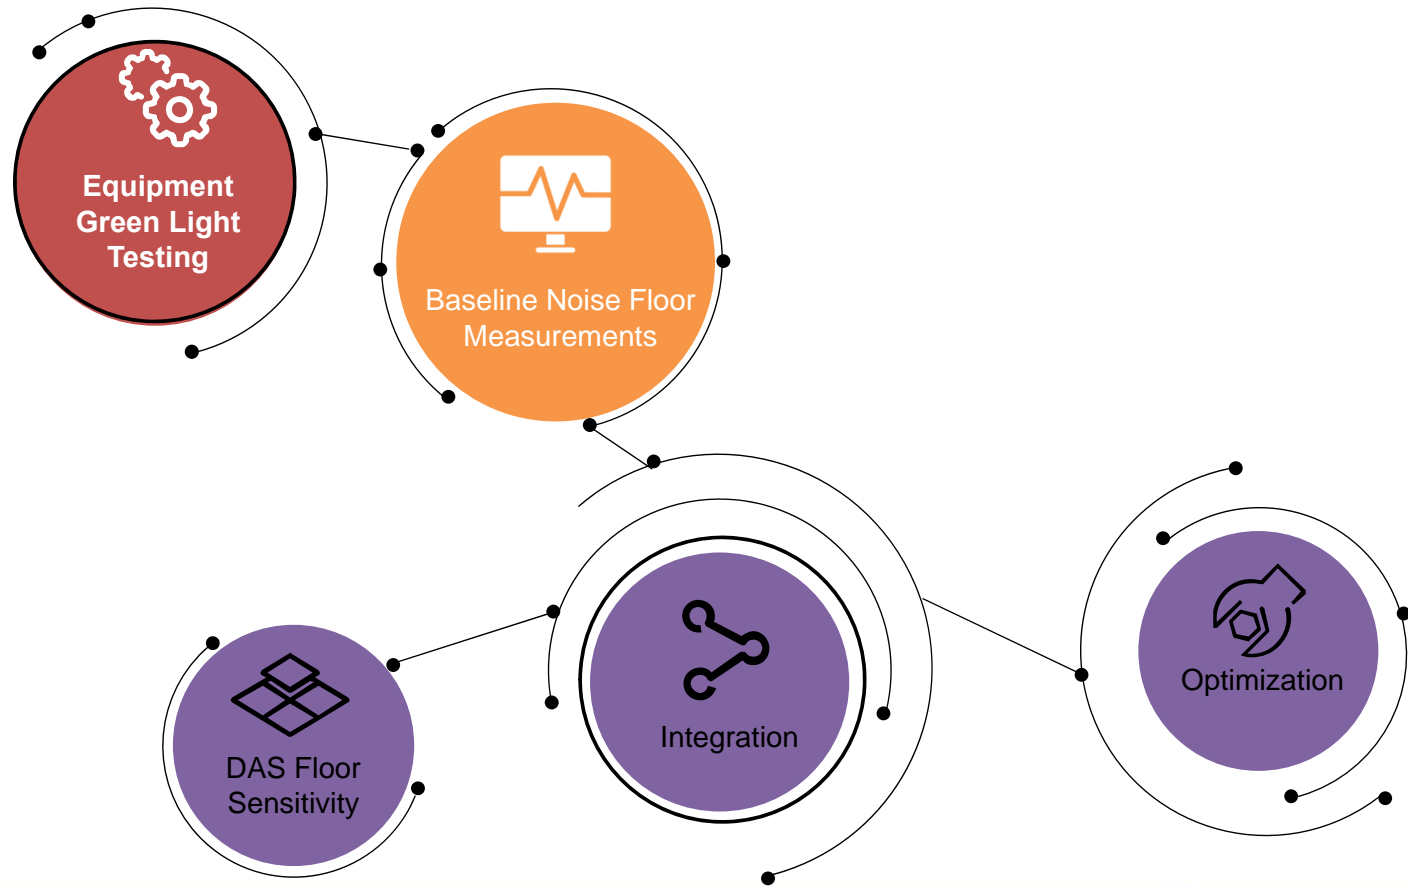 Equipment
Green Light
Testing
Baseline Noise Floor
Measurements
DAS Floor
Sensitivity
Integration
Optimization